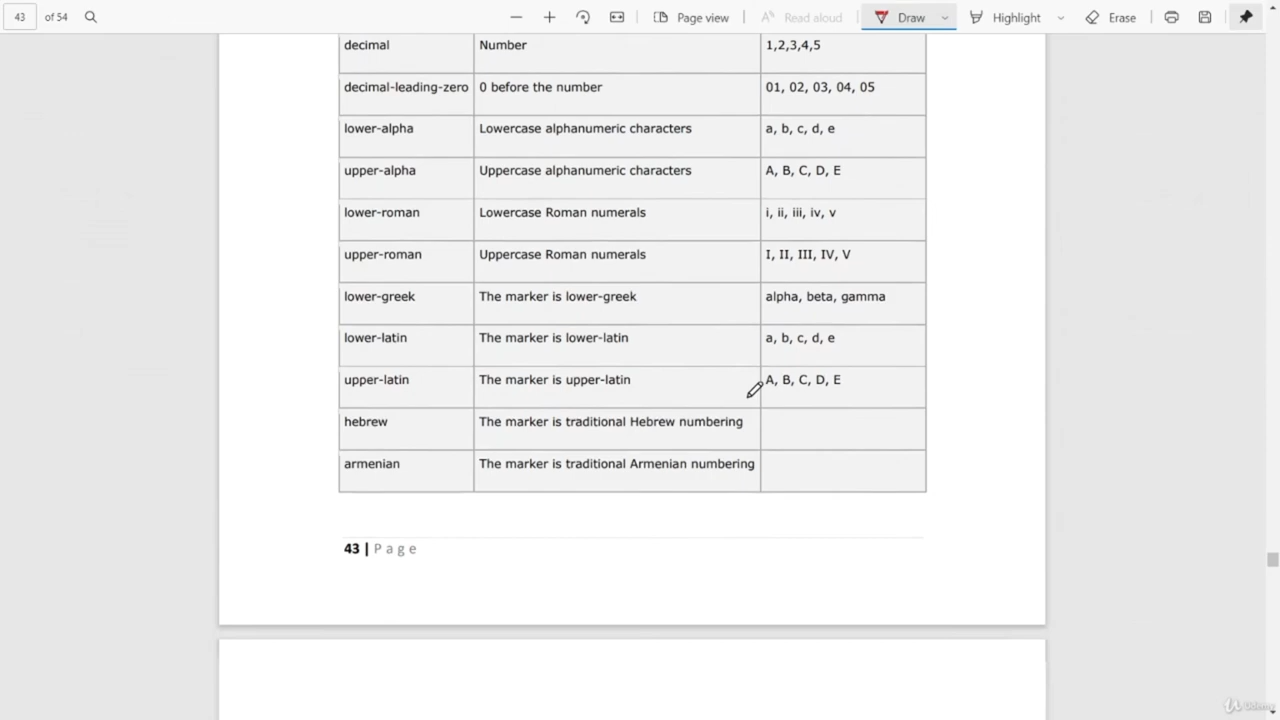 43 of 54 Page view Read aloud Draw Highlight Erase
decimal Number 1,2,3,4,5
decimal-leading-zero 0 before the number 01, 02, 03, 04, 05
lower-alpha Lowercase alphanumeric characters a, b, c, d, e
upper-alpha Uppercase alphanumeric characters A, B, C, D, E
lower-roman Lowercase Roman numerals i, ii, iii, iv, v
upper-roman Uppercase Roman numerals I, II, III, IV, V
lower-greek The marker is lower-greek alpha, beta, gamma
lower-latin The marker is lower-latin a, b, c, d, e
upper-latin The marker is upper-latin A, B, C, D, E
hebrew The marker is traditional Hebrew numbering
armenian The marker is traditional Armenian numbering
43 | Page
Udemy